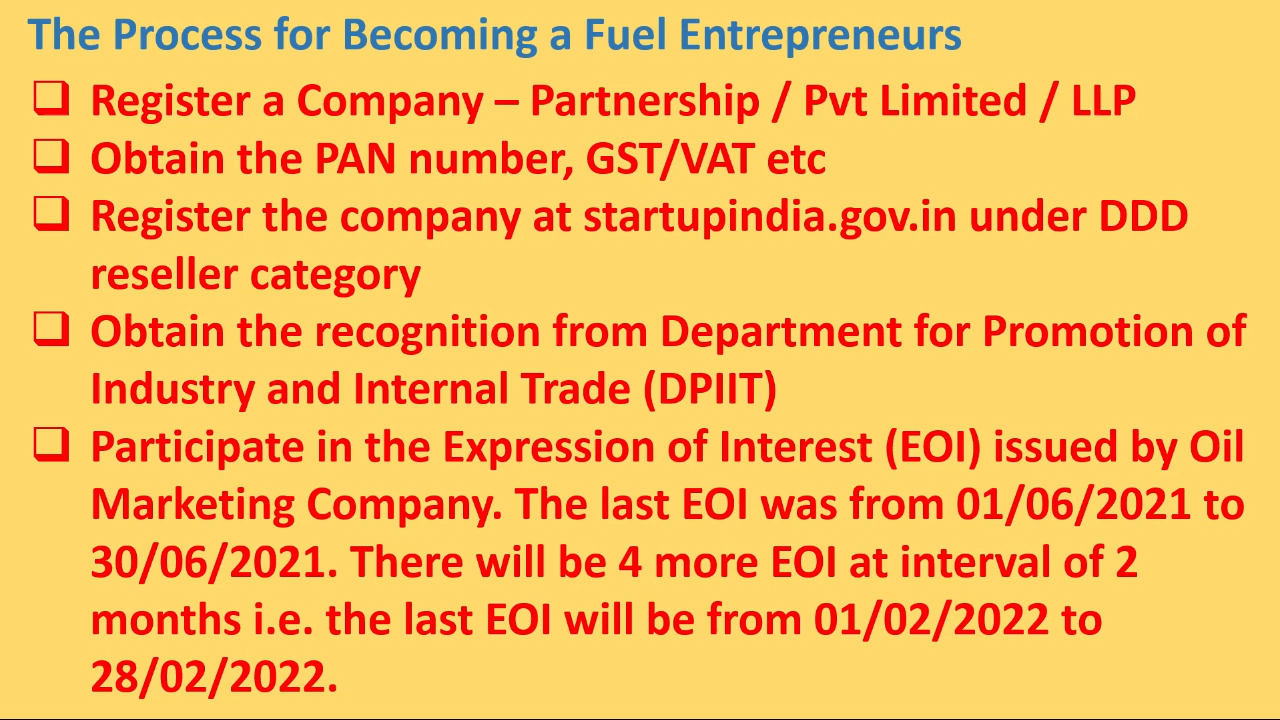 The Process for Becoming a Fuel Entrepreneurs
❑ Register a Company – Partnership / Pvt Limited / LLP
❑ Obtain the PAN number, GST/VAT etc
❑ Register the company at startupindia.gov.in under DDD
reseller category
❑ Obtain the recognition from Department for Promotion of
Industry and Internal Trade (DPIIT)
❑ Participate in the Expression of Interest (EOI) issued by Oil
Marketing Company. The last EOI was from 01/06/2021 to
30/06/2021. There will be 4 more EOI at interval of 2
months i.e. the last EOI will be from 01/02/2022 to
28/02/2022.